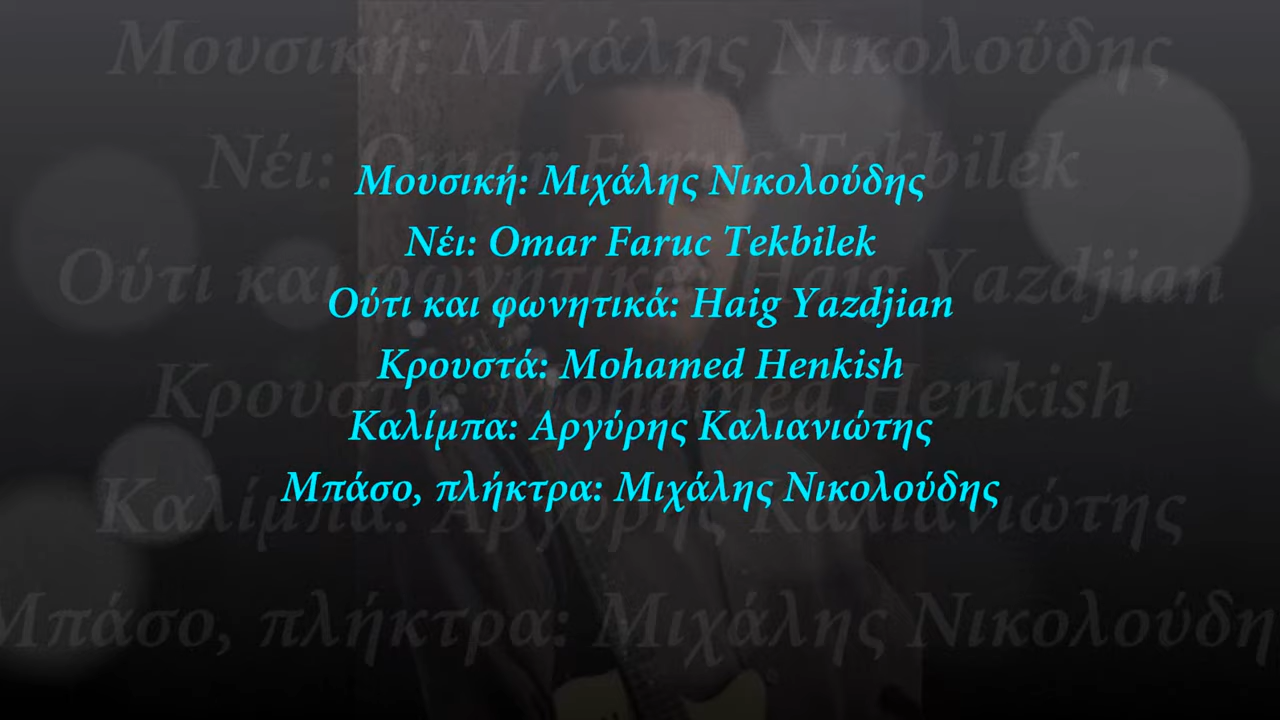 Μουσική: Μιχάλης Νικολούδης
Νέι: Omar Faruc Tekbilek
Ούτι και φωνητικά: Haig Yazdjian
Κρουστά: Mohamed Henkish
Καλίμπα: Αργύρης Καλιανιώτης
Μπάσο, πλήκτρα: Μιχάλης Νικολούδης